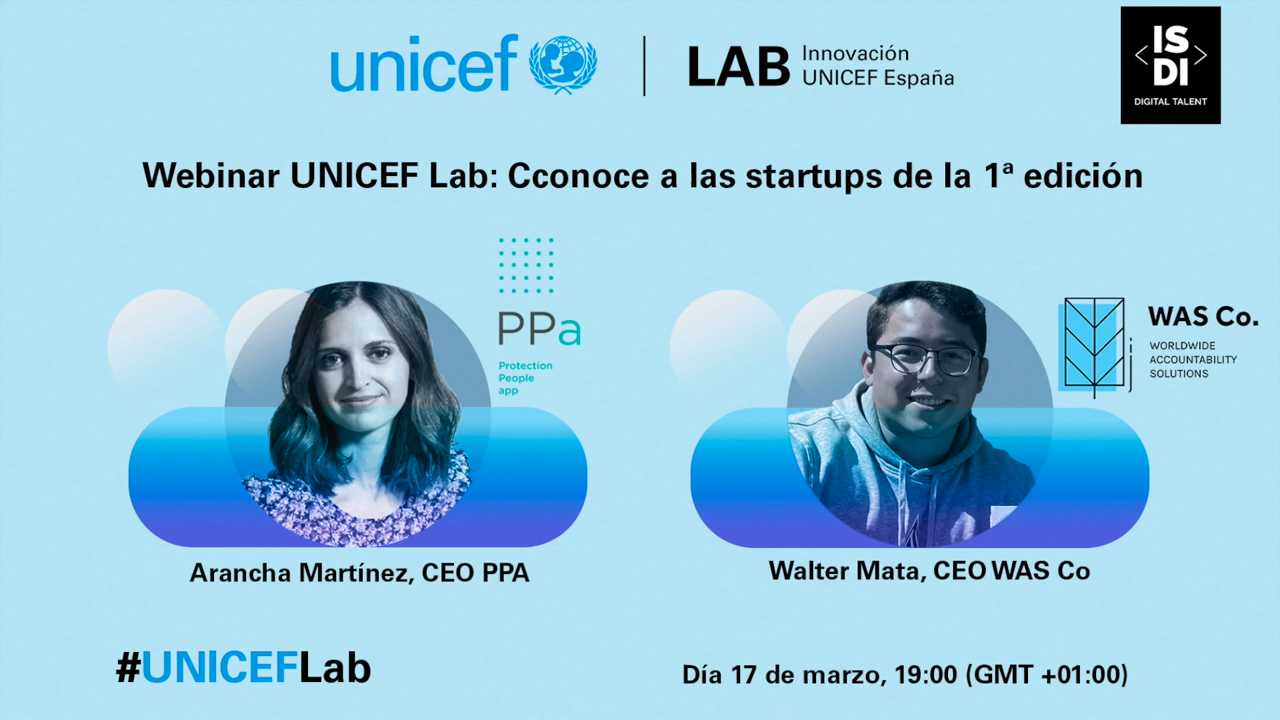 unicef
LAB
Innovación
UNICEF España
IS
DI
DIGITAL TALENT
Webinar UNICEF Lab: Cconoce a las startups de la 1ª edición
PPa
Protection
People
app
WAS Co.
WORLDWIDE
ACCOUNTABILITY
SOLUTIONS
Arancha Martínez, CEO PPA
Walter Mata, CEO WAS Co
#UNICEFLab
Día 17 de marzo, 19:00 (GMT +01:00)